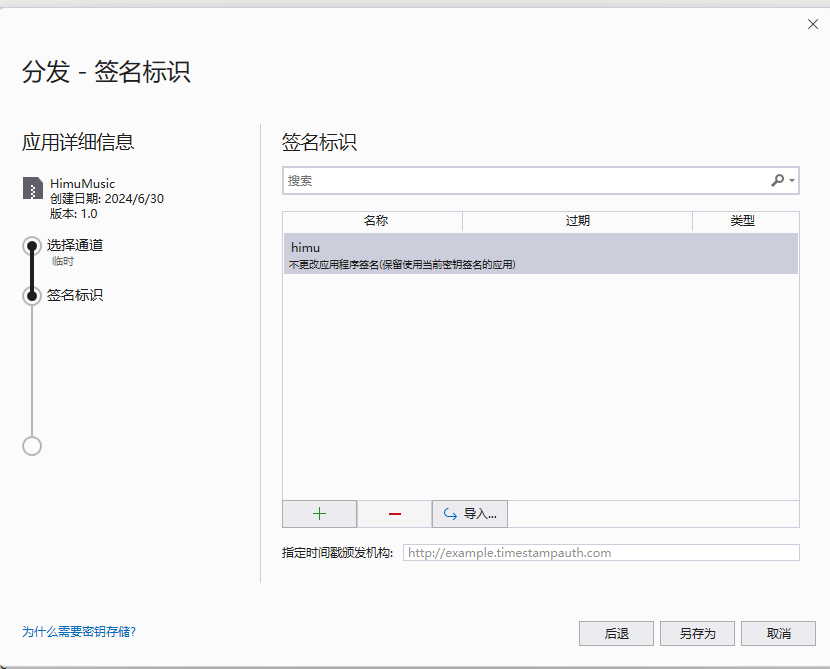 分发 - 签名标识
应用详细信息
HimuMusic
创建日期: 2024/6/30
版本: 1.0
选择通道
临时
签名标识
签名标识
搜索
名称 过期 类型
himu
不更改应用程序签名(保留使用当前密钥签名的应用)
导入...
指定时间戳颁发机构: http://example.timestampauth.com
为什么需要密钥存储?
后退 另存为 取消